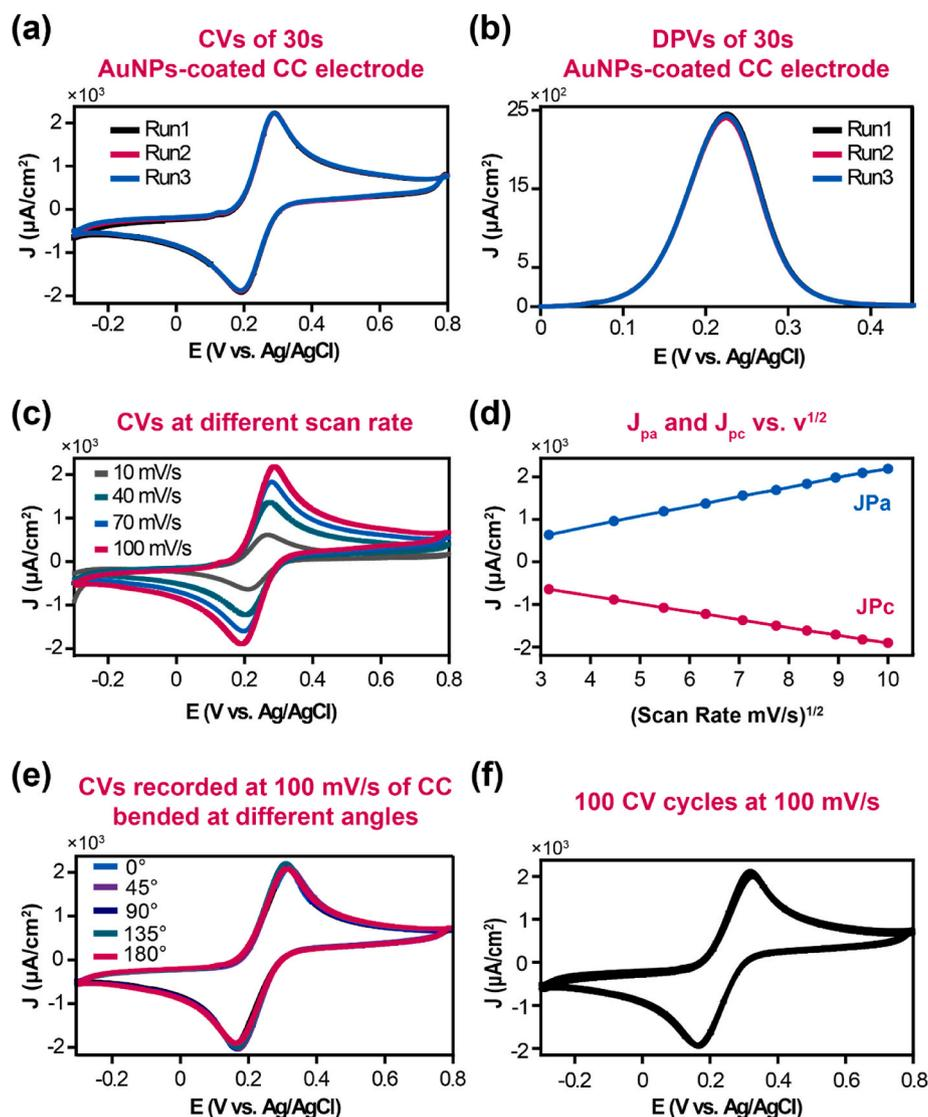 (a)
CVs of 30s
AuNPs-coated CC electrode
×10³
2
1
0
-1
-2
J (µA/cm²)
Run1
Run2
Run3
-0.2
0
0.2
0.4
0.6
0.8
E (V vs. Ag/AgCl)
(b)
DPVs of 30s
AuNPs-coated CC electrode
×10²
25
15
5
0
J (µA/cm²)
Run1
Run2
Run3
0
0.1
0.2
0.3
0.4
E (V vs. Ag/AgCl)
(c)
CVs at different scan rate
×10³
2
1
0
-1
-2
J (µA/cm²)
10 mV/s
40 mV/s
70 mV/s
100 mV/s
-0.2
0
0.2
0.4
0.6
0.8
E (V vs. Ag/AgCl)
(d)
Jpa and Jpc vs. v1/2
×10³
2
1
0
-1
-2
J (µA/cm²)
JPa
JPc
3
4
5
6
7
8
9
10
(Scan Rate mV/s)1/2
(e)
CVs recorded at 100 mV/s of CC
bended at different angles
×10³
2
1
0
-1
-2
J (µA/cm²)
0°
45°
90°
135°
180°
-0.2
0
0.2
0.4
0.6
0.8
E (V vs. Ag/AgCl)
(f)
100 CV cycles at 100 mV/s
×10³
2
1
0
-1
-2
J (µA/cm²)
-0.2
0
0.2
0.4
0.6
0.8
E (V vs. Ag/AgCl)